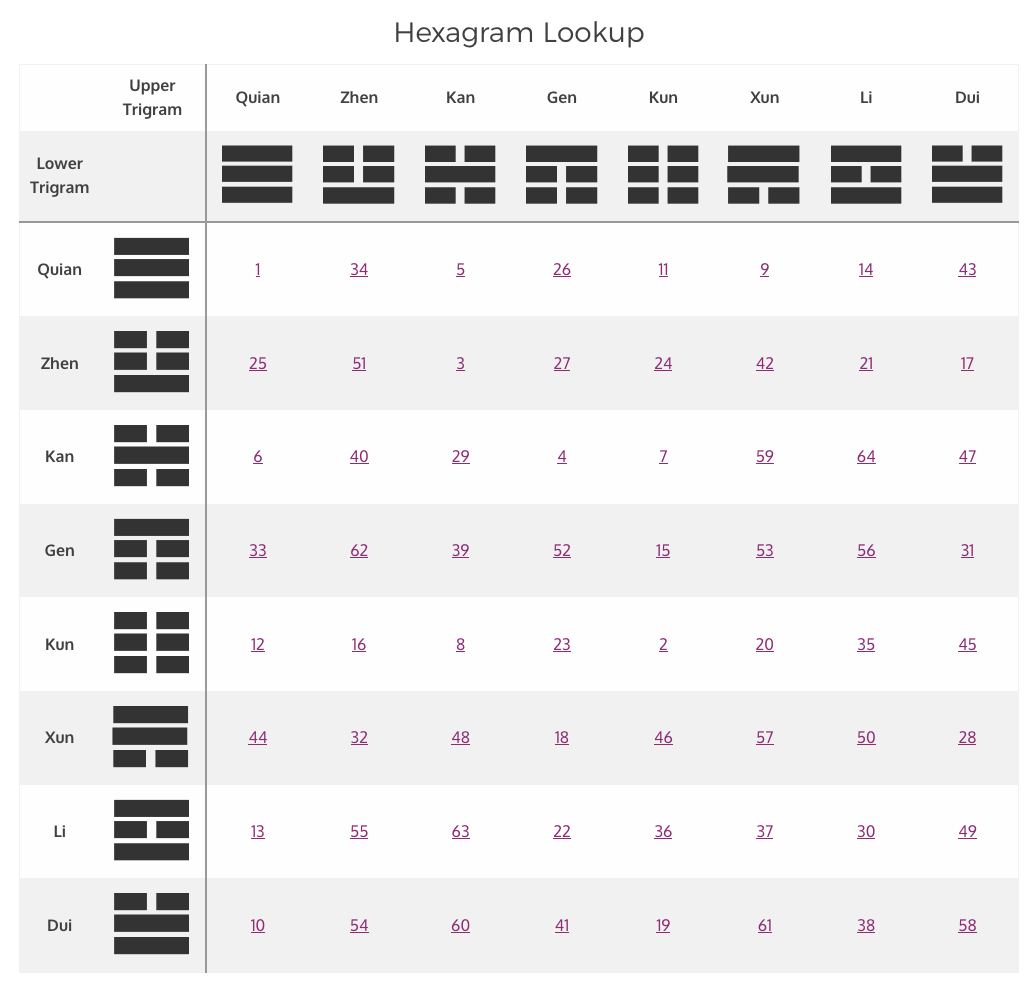 Hexagram Lookup
Upper Trigram Quian Zhen Kan Gen Kun Xun Li Dui
Lower Trigram
Quian 1 34 5 26 11 9 14 43
Zhen 25 51 3 27 24 42 21 17
Kan 6 40 29 4 7 59 64 47
Gen 33 62 39 52 15 53 56 31
Kun 12 16 8 23 2 20 35 45
Xun 44 32 48 18 46 57 50 28
Li 13 55 63 22 36 37 30 49
Dui 10 54 60 41 19 61 38 58